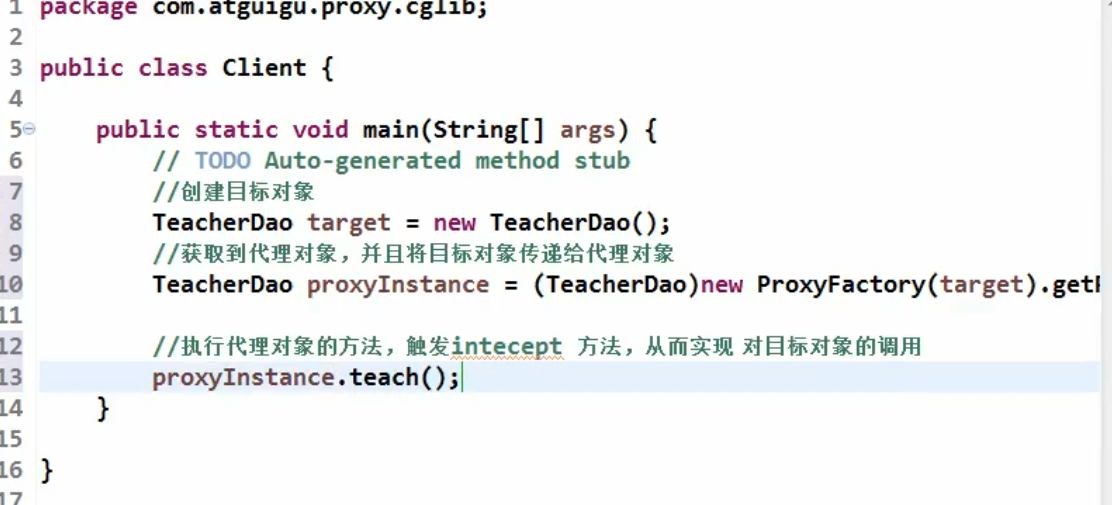 1 package com.atguigu.proxy.cglib;
2
3 public class Client {
4
5 public static void main(String[] args) {
6 // TODO Auto-generated method stub
7 //创建目标对象
8 TeacherDao target = new TeacherDao();
9 //获取到代理对象，并且将目标对象传递给代理对象
10 TeacherDao proxyInstance = (TeacherDao)new ProxyFactory(target).getP
11
12 //执行代理对象的方法，触发intecept 方法，从而实现 对目标对象的调用
13 proxyInstance.teach();
14 }
15
16 }
17